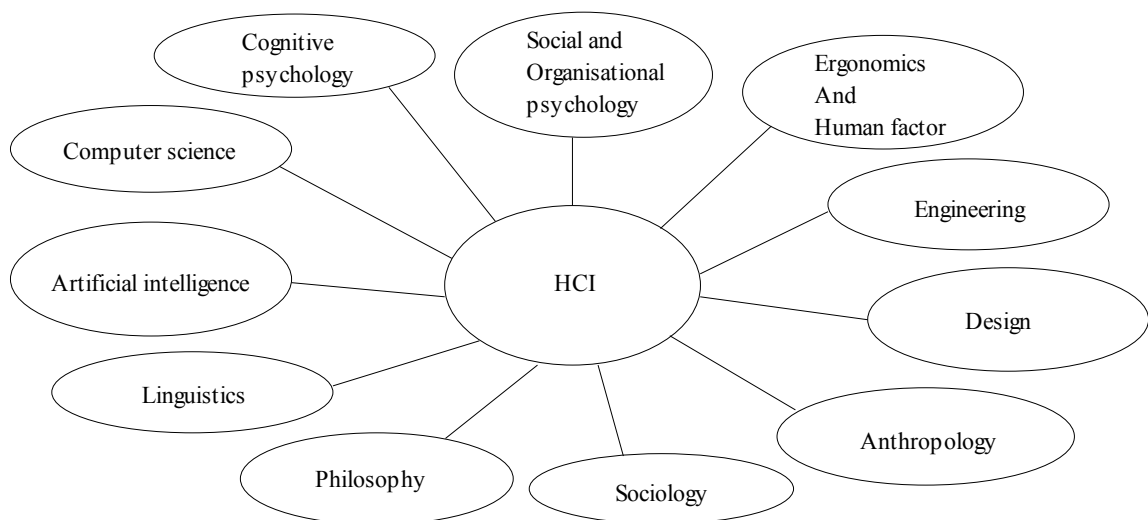 Cognitive
psychology
Social and
Organisational
psychology
Ergonomics
And
Human factor
Computer science
Engineering
Artificial intelligence
HCI
Design
Linguistics
Anthropology
Philosophy
Sociology